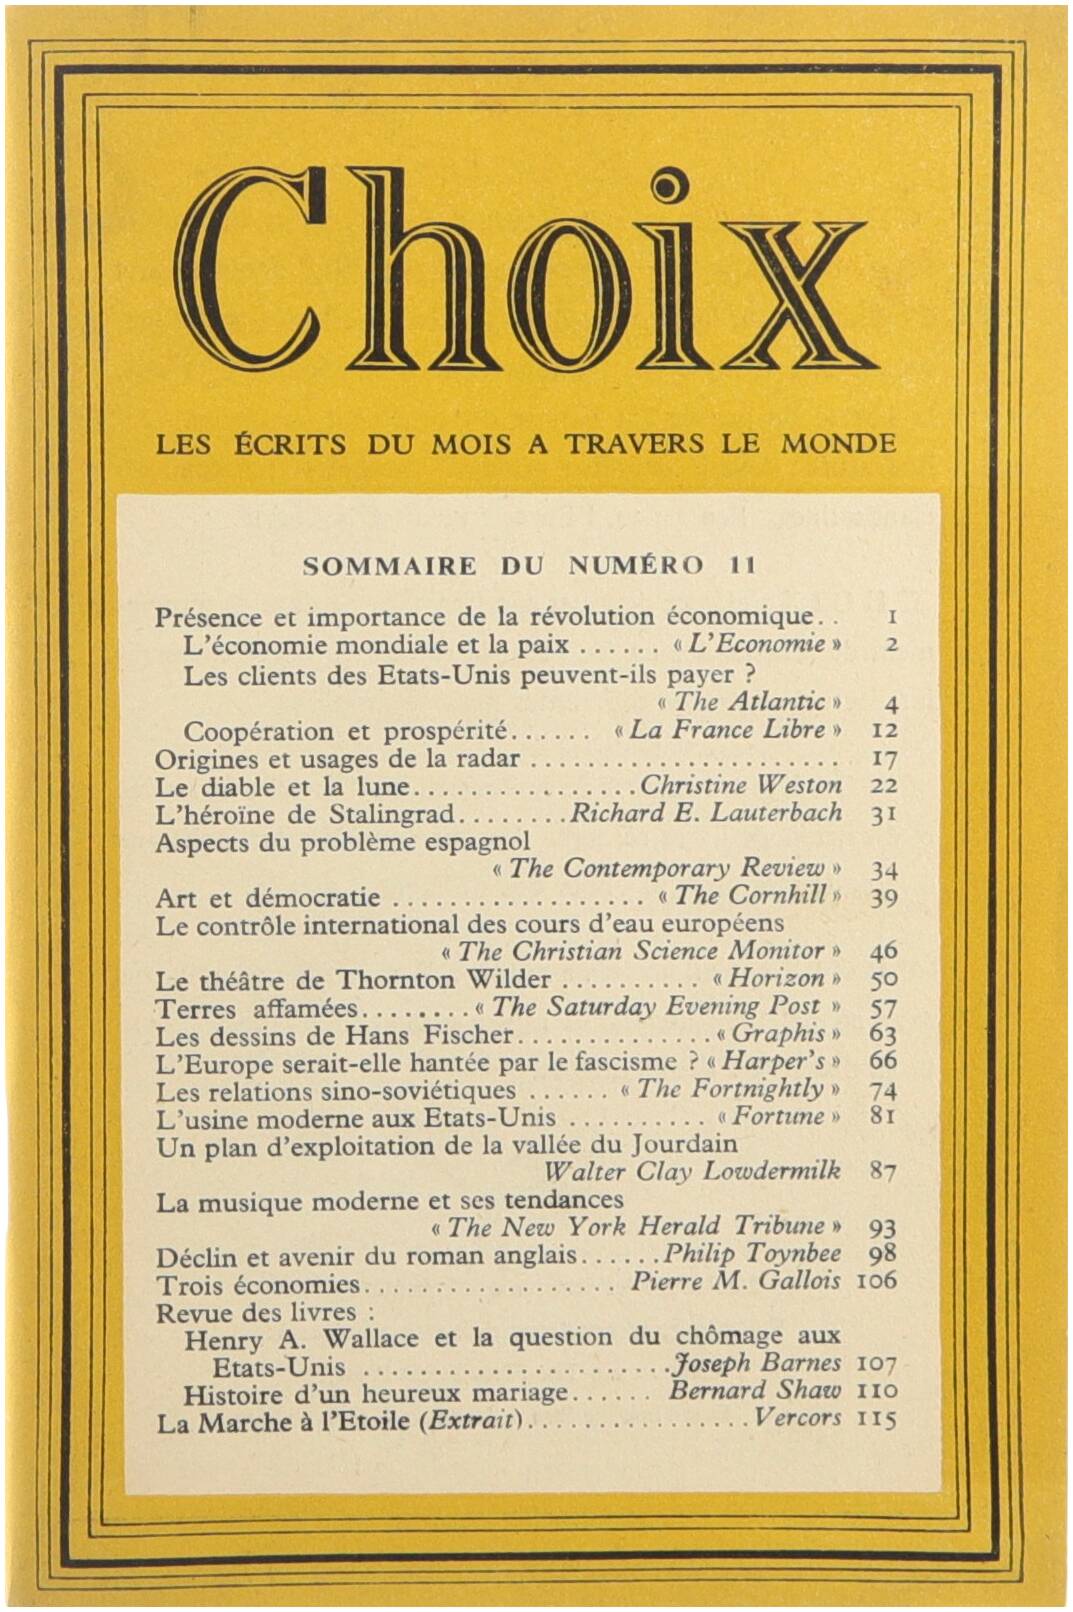 Choix
LES ÉCRITS DU MOIS A TRAVERS LE MONDE
SOMMAIRE DU NUMÉRO 11
Présence et importance de la révolution économique.. 1
L'économie mondiale et la paix ...... « L'Economie » 2
Les clients des Etats-Unis peuvent-ils payer ?
« The Atlantic » 4
Coopération et prospérité...... « La France Libre » 12
Origines et usages de la radar ...................... 17
Le diable et la lune................Christine Weston 22
L'héroïne de Stalingrad........Richard E. Lauterbach 31
Aspects du problème espagnol
« The Contemporary Review » 34
Art et démocratie .................. « The Cornhill » 39
Le contrôle international des cours d'eau européens
« The Christian Science Monitor » 46
Le théâtre de Thornton Wilder .......... « Horizon » 50
Terres affamées........« The Saturday Evening Post » 57
Les dessins de Hans Fischer..............« Graphis » 63
L'Europe serait-elle hantée par le fascisme ? « Harper's » 66
Les relations sino-soviétiques ...... « The Fortnightly » 74
L'usine moderne aux Etats-Unis .......... « Fortune » 81
Un plan d'exploitation de la vallée du Jourdain
Walter Clay Lowdermilk 87
La musique moderne et ses tendances
« The New York Herald Tribune » 93
Déclin et avenir du roman anglais......Philip Toynbee 98
Trois économies.................. Pierre M. Gallois 106
Revue des livres :
Henry A. Wallace et la question du chômage aux
Etats-Unis ......................Joseph Barnes 107
Histoire d'un heureux mariage...... Bernard Shaw 110
La Marche à l'Etoile (Extrait)................Vercors 115